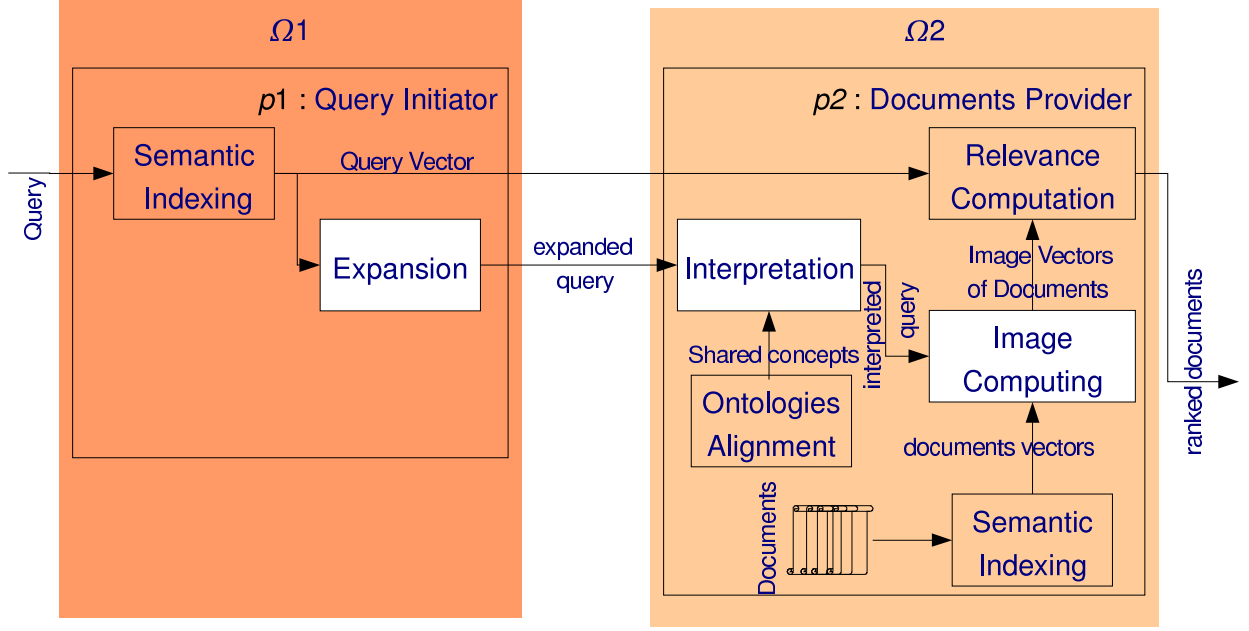 Ω1
p1 : Query Initiator
Query
Semantic
Indexing
Query Vector
Expansion
expanded
query
Ω2
p2 : Documents Provider
Relevance
Computation
Interpretation
Image Vectors
of Documents
interpreted
query
Image
Computing
Shared concepts
Ontologies
Alignment
documents vectors
Documents
Semantic
Indexing
ranked documents